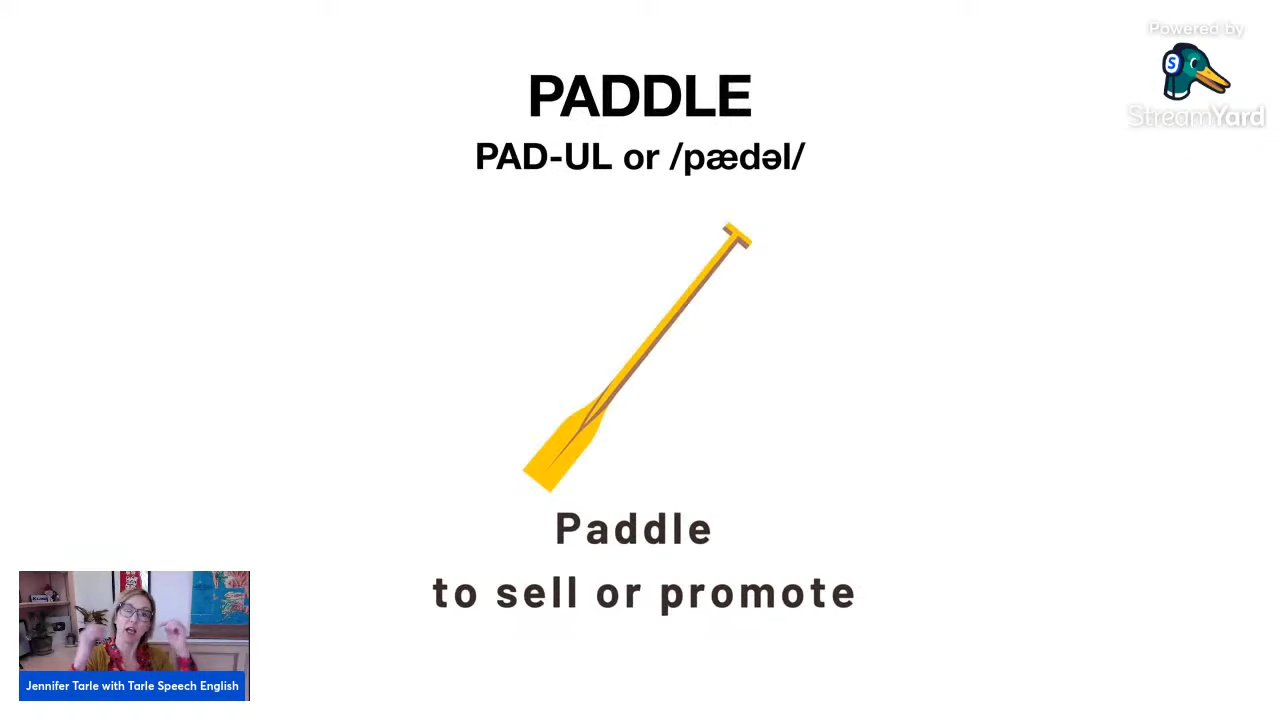 Powered by
StreamYard
PADDLE
PAD-UL or /pædəl/
Paddle
to sell or promote
Jennifer Tarle with Tarle Speech English